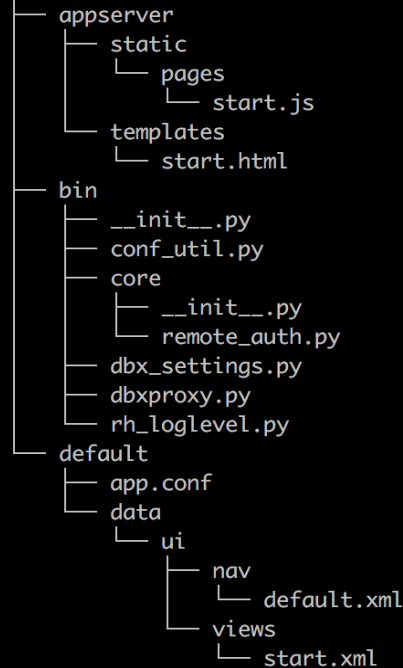 appserver
static
pages
start.js
templates
start.html
bin
__init__.py
conf_util.py
core
__init__.py
remote_auth.py
dbx_settings.py
dbxproxy.py
rh_loglevel.py
default
app.conf
data
ui
nav
default.xml
views
start.xml